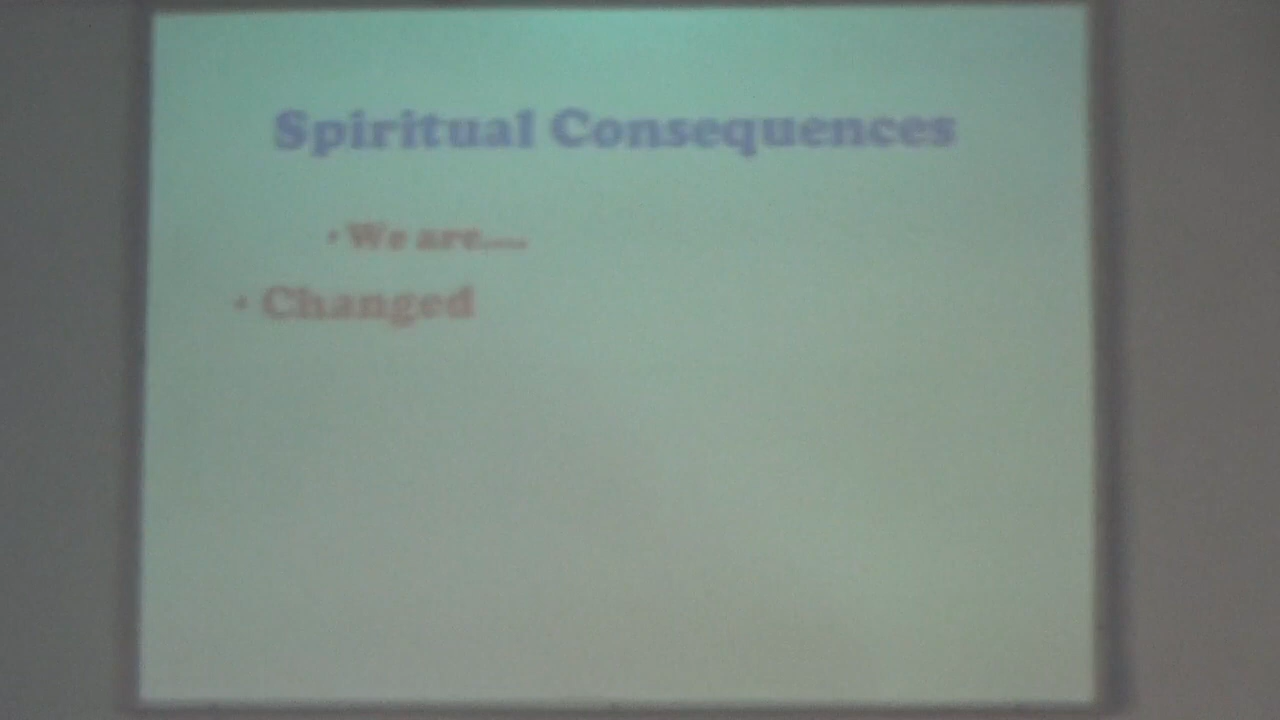 Spiritual Consequences
• We are....
• Changed